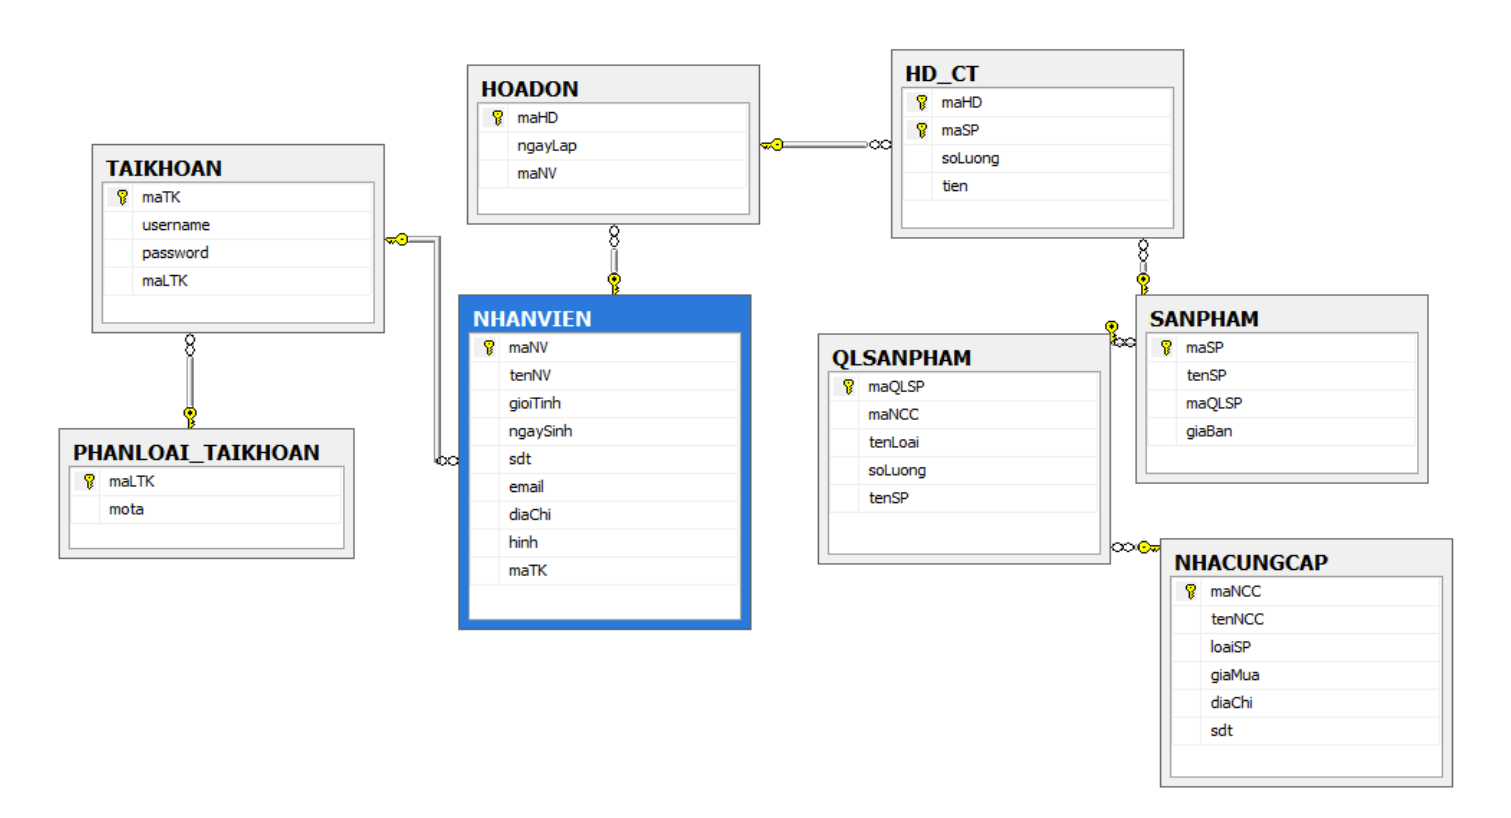 HOADON
maHD
ngayLap
maNV
HD_CT
maHD
maSP
soLuong
tien
TAIKHOAN
maTK
username
password
maLTK
NHANVIEN
maNV
tenNV
gioiTinh
ngaySinh
sdt
email
diaChi
hinh
maTK
SANPHAM
maSP
tenSP
maQLSP
giaBan
QLSANPHAM
maQLSP
maNCC
tenLoai
soLuong
tenSP
PHANLOAI_TAIKHOAN
maLTK
mota
NHACUNGCAP
maNCC
tenNCC
loaiSP
giaMua
diaChi
sdt